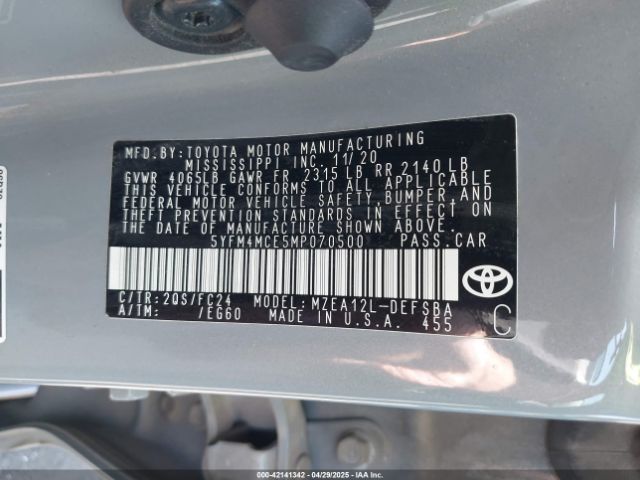 MFD.BY:TOYOTA MOTOR MANUFACTURING
MISSISSIPPI INC. 11/20
GVWR 4065LB GAWR FR 2315 LB RR 2140 LB
THIS VEHICLE CONFORMS TO ALL APPLICABLE
FEDERAL MOTOR VEHICLE SAFETY, BUMPER, AND
THEFT PREVENTION STANDARDS IN EFFECT ON
THE DATE OF MANUFACTURE SHOWN ABOVE.
5YFM4MCE5MP070500 PASS.CAR
C/TR:2QS/FC24 MODEL:MZEA12L-DEFSBA
A/TM: /EG60 MADE IN U.S.A. 455
C
000-42141342 04/29/2025 IAAI.COM